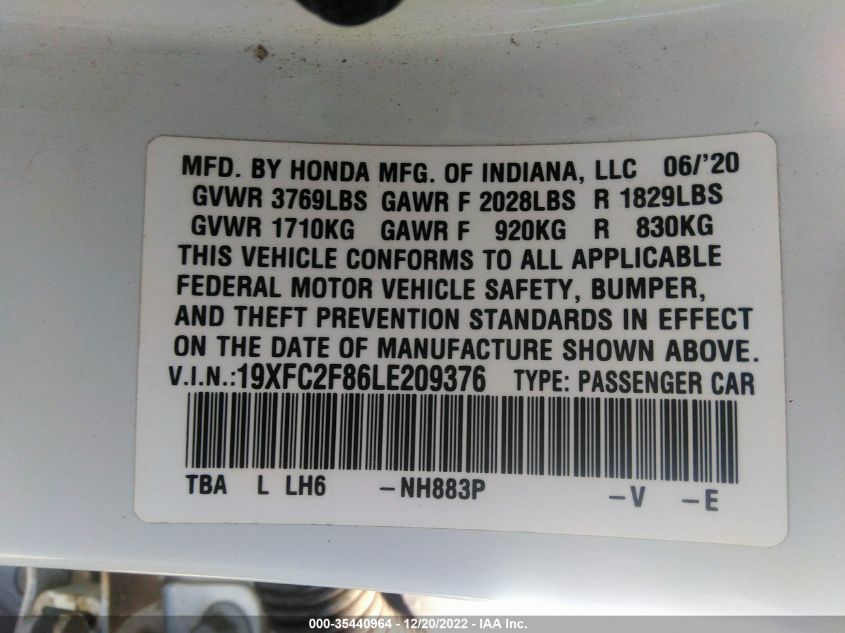 MFD. BY HONDA MFG. OF INDIANA, LLC 06/'20
GVWR 3769LBS GAWR F 2028LBS R 1829LBS
GVWR 1710KG GAWR F 920KG R 830KG
THIS VEHICLE CONFORMS TO ALL APPLICABLE
FEDERAL MOTOR VEHICLE SAFETY, BUMPER,
AND THEFT PREVENTION STANDARDS IN EFFECT
ON THE DATE OF MANUFACTURE SHOWN ABOVE.
V.I.N.:19XFC2F86LE209376 TYPE: PASSENGER CAR
TBA L LH6 -NH883P -V -E
000-35440964 - 12/20/2022 - IAA Inc.